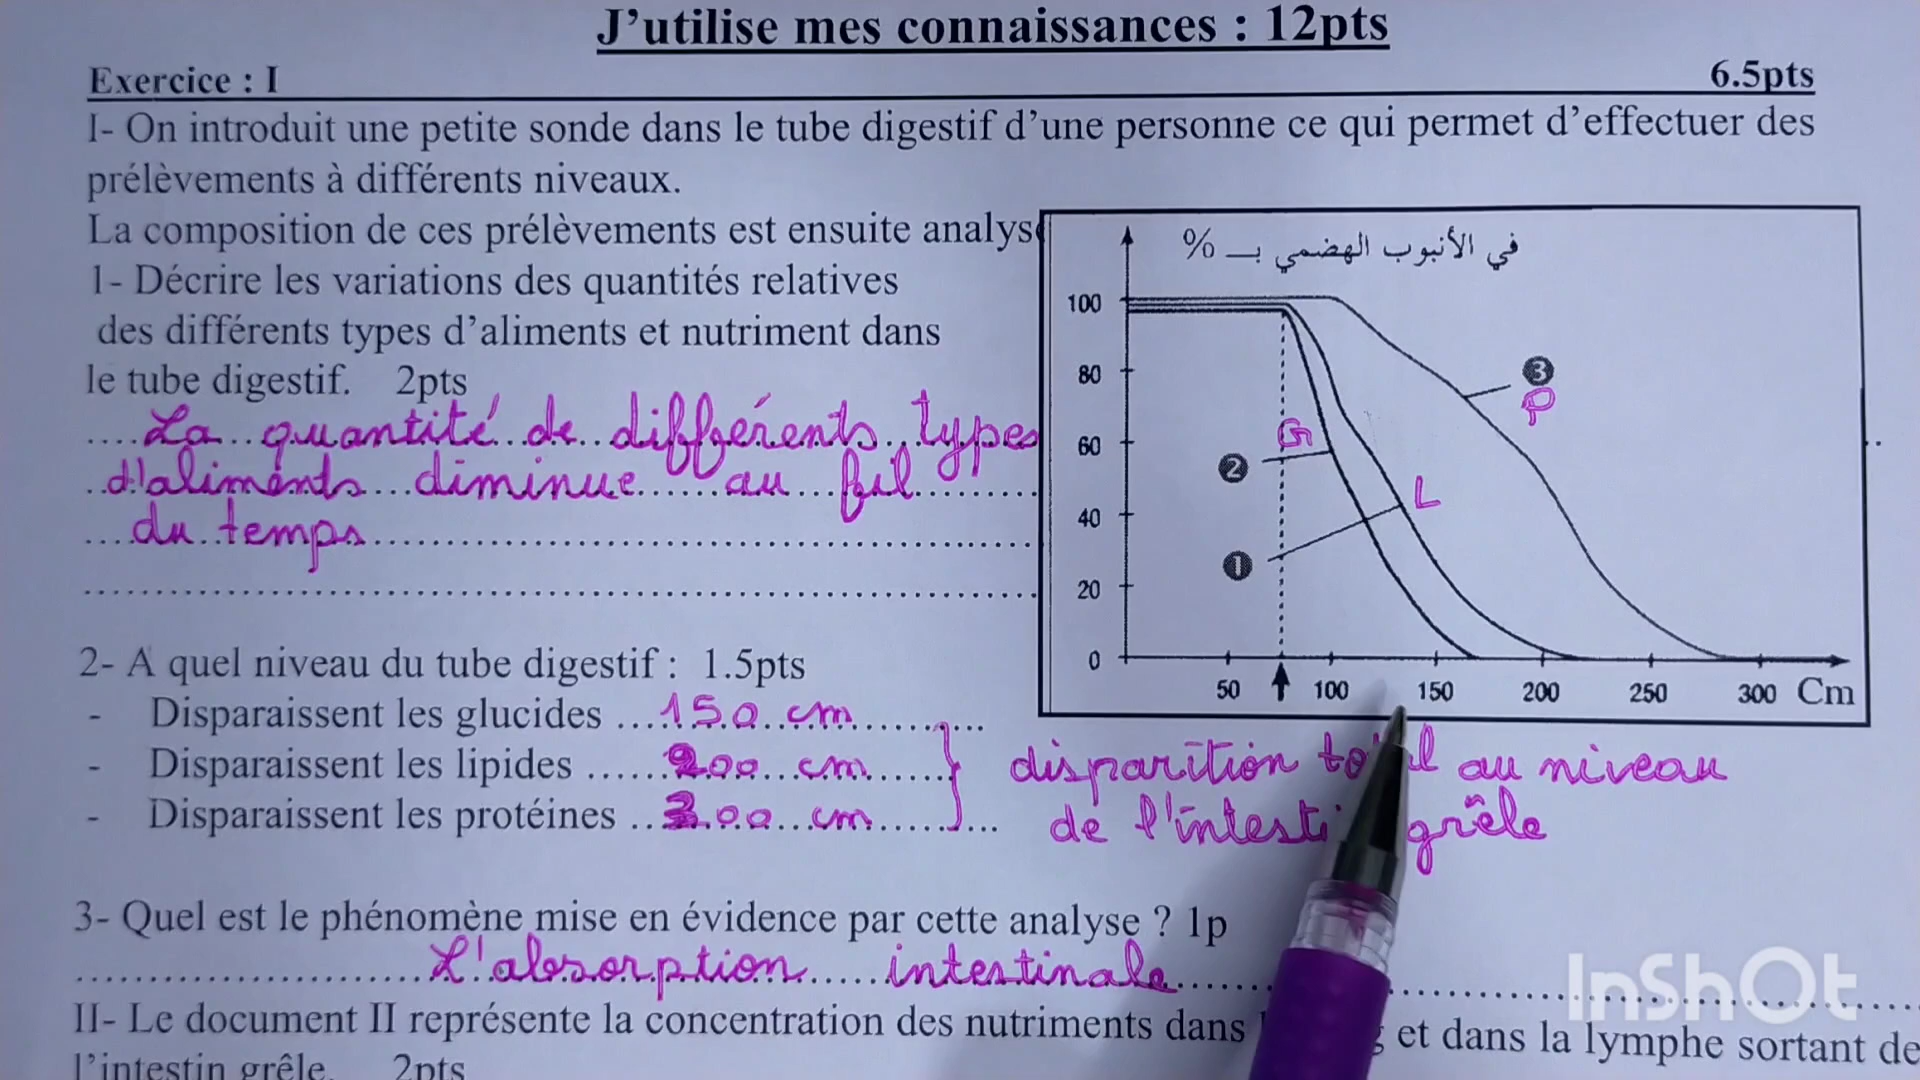 J'utilise mes connaissances : 12pts
Exercice : I 6.5pts
I- On introduit une petite sonde dans le tube digestif d'une personne ce qui permet d'effectuer des
prélèvements à différents niveaux.
La composition de ces prélèvements est ensuite analys
1- Décrire les variations des quantités relatives
des différents types d'aliments et nutriment dans
le tube digestif. 2pts
La quantité de différents types
d'aliments diminue au fil
du temps
في الأنبوب الهضمي بـ %
100
80
60
40
20
0
50 100 150 200 250 300 Cm
3
P
G
2
L
1
2- A quel niveau du tube digestif : 1.5pts
- Disparaissent les glucides ...150 cm...
- Disparaissent les lipides ...200 cm...
- Disparaissent les protéines ...300 cm...
disparition au niveau
de grêle
3- Quel est le phénomène mise en évidence par cette analyse ? 1p
L'absorption intestinale
II- Le document II représente la concentration des nutriments dans et dans la lymphe sortant de
l'intestin grêle. 2pts
InShOt